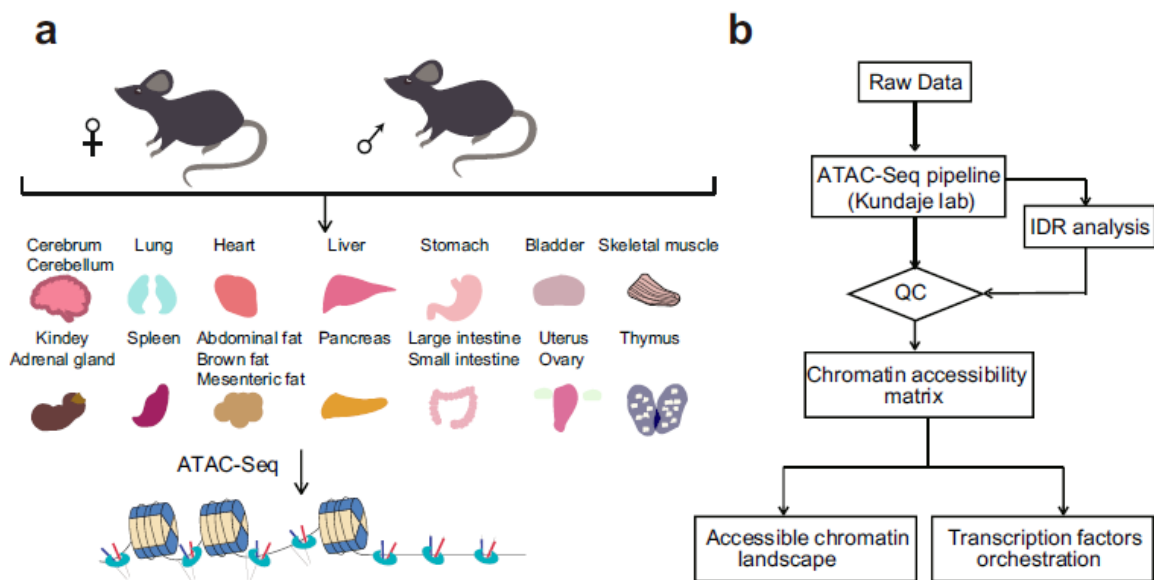 a
♀
♂
Cerebrum
Cerebellum
Lung
Heart
Liver
Stomach
Bladder
Skeletal muscle
Kindey
Adrenal gland
Spleen
Abdominal fat
Brown fat
Mesenteric fat
Pancreas
Large intestine
Small intestine
Uterus
Ovary
Thymus
ATAC-Seq
b
Raw Data
ATAC-Seq pipeline
(Kundaje lab)
IDR analysis
QC
Chromatin accessibility
matrix
Accessible chromatin
landscape
Transcription factors
orchestration